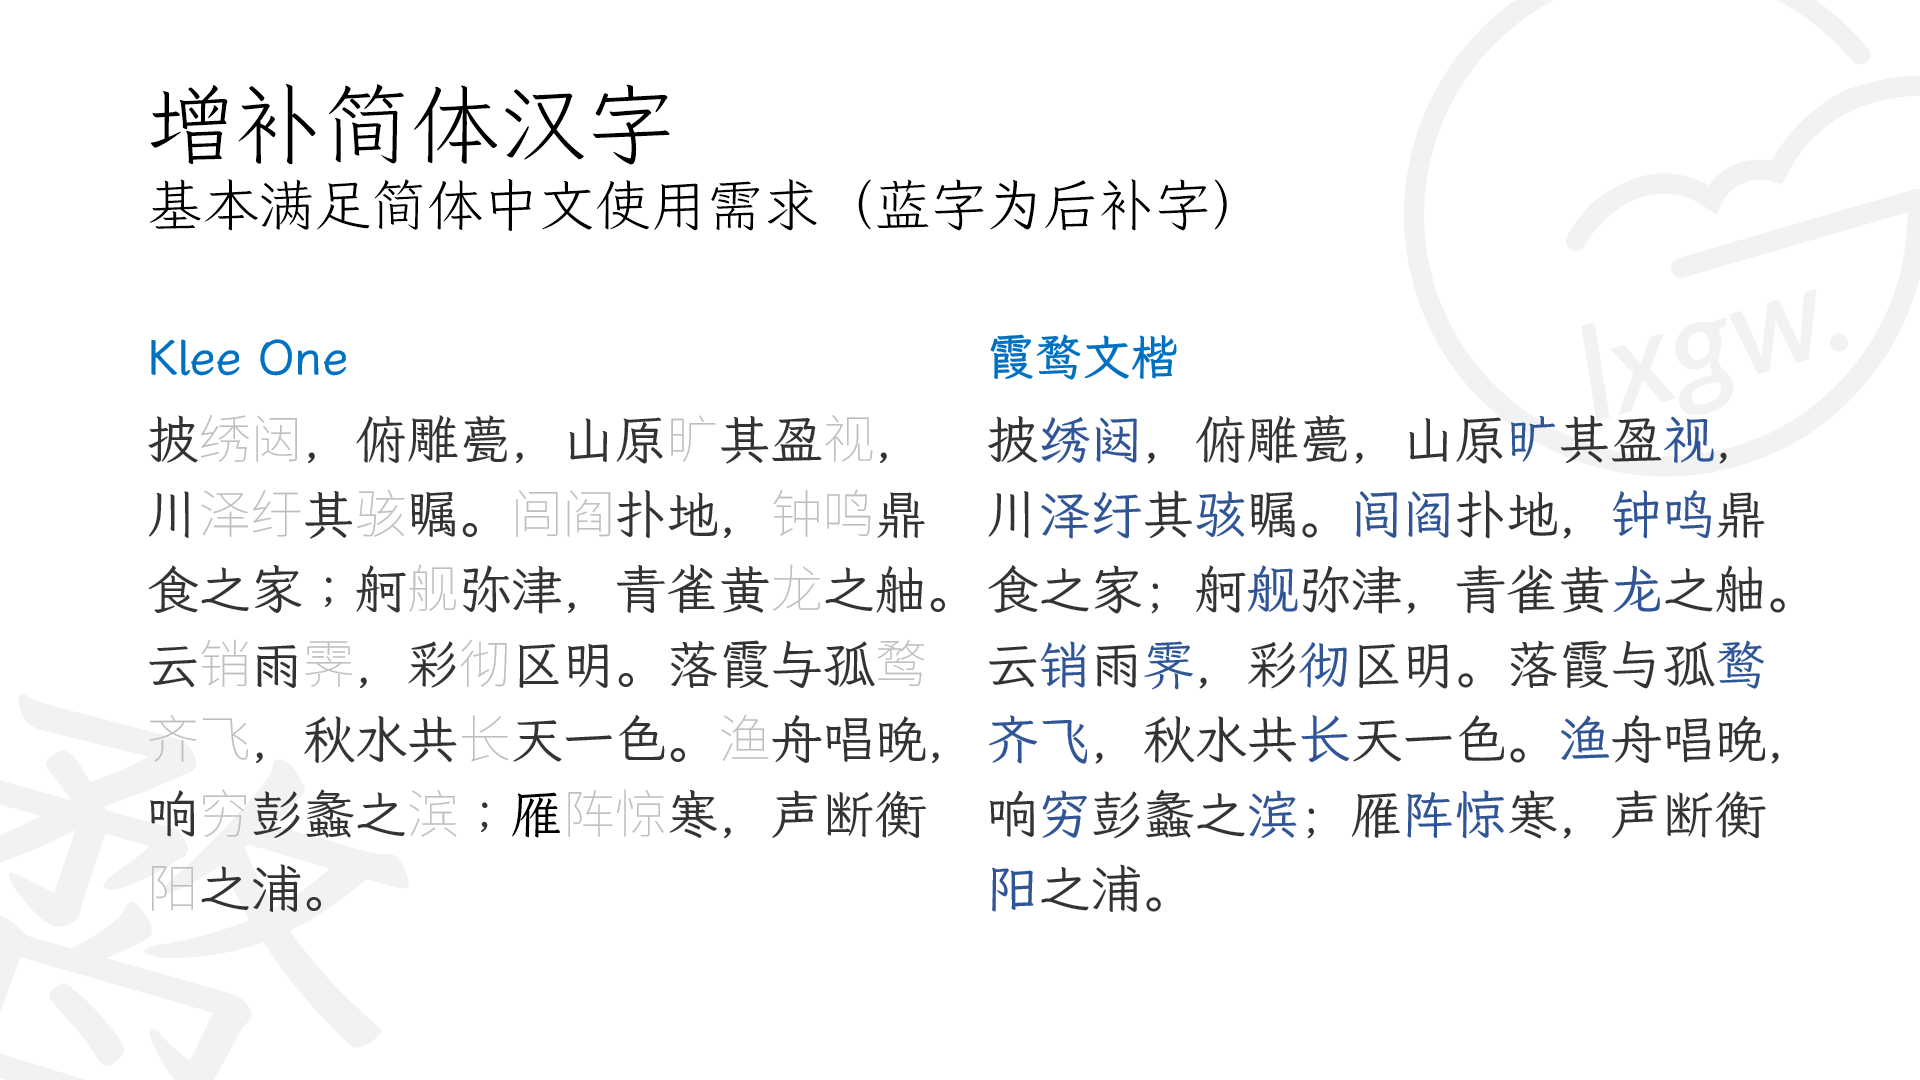 增补简体汉字
基本满足简体中文使用需求（蓝字为后补字）
lxgw.
Klee One
披绣闼，俯雕甍，山原旷其盈视，
川泽纡其骇瞩。闾阎扑地，钟鸣鼎
食之家；舸舰弥津，青雀黄龙之舳。
云销雨霁，彩彻区明。落霞与孤鹜
齐飞，秋水共长天一色。渔舟唱晚，
响穷彭蠡之滨；雁阵惊寒，声断衡
阳之浦。
霞鹜文楷
披绣闼，俯雕甍，山原旷其盈视，
川泽纡其骇瞩。闾阎扑地，钟鸣鼎
食之家；舸舰弥津，青雀黄龙之舳。
云销雨霁，彩彻区明。落霞与孤鹜
齐飞，秋水共长天一色。渔舟唱晚，
响穷彭蠡之滨；雁阵惊寒，声断衡
阳之浦。